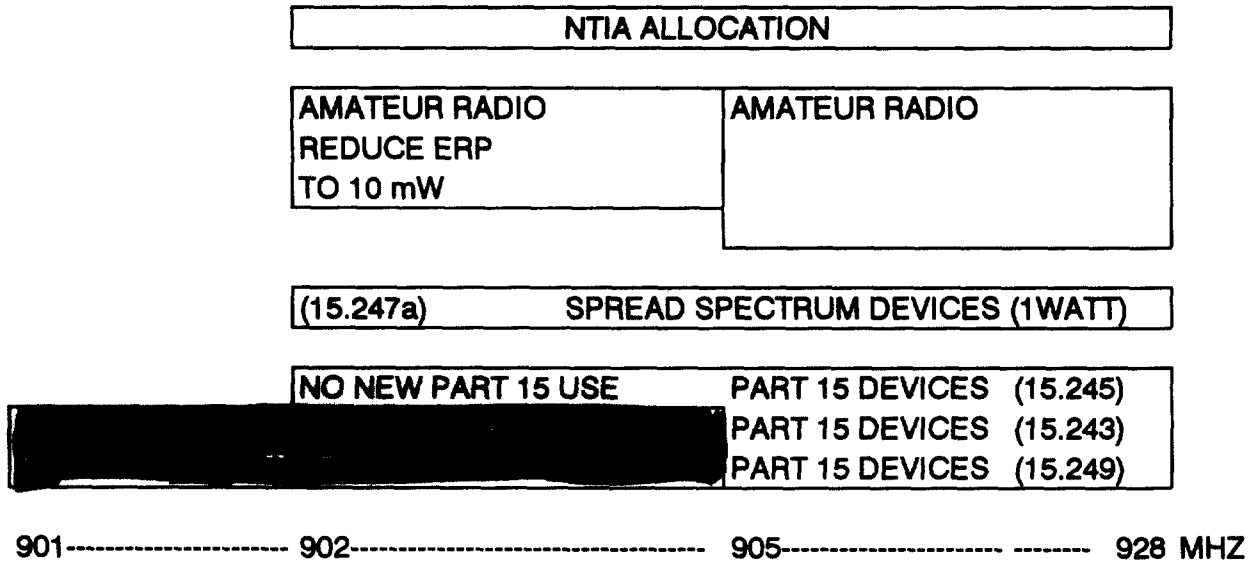 NTIA ALLOCATION
AMATEUR RADIO
REDUCE ERP
TO 10 mW
AMATEUR RADIO
(15.247a) SPREAD SPECTRUM DEVICES (1WATT)
NO NEW PART 15 USE
PART 15 DEVICES (15.245)
PART 15 DEVICES (15.243)
PART 15 DEVICES (15.249)
901---------------------- 902----------------------------------- 905--------------------- -------- 928 MHZ